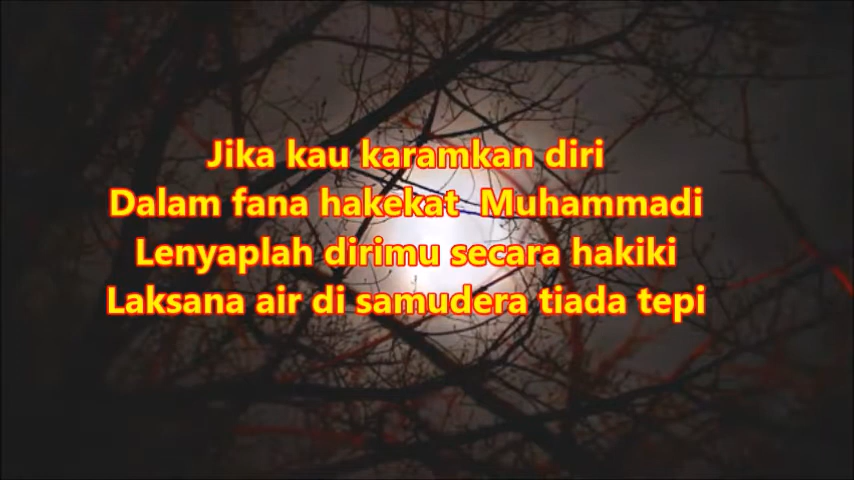 Jika kau karamkan diri
Dalam fana hakekat Muhammadi
Lenyaplah dirimu secara hakiki
Laksana air di samudera tiada tepi